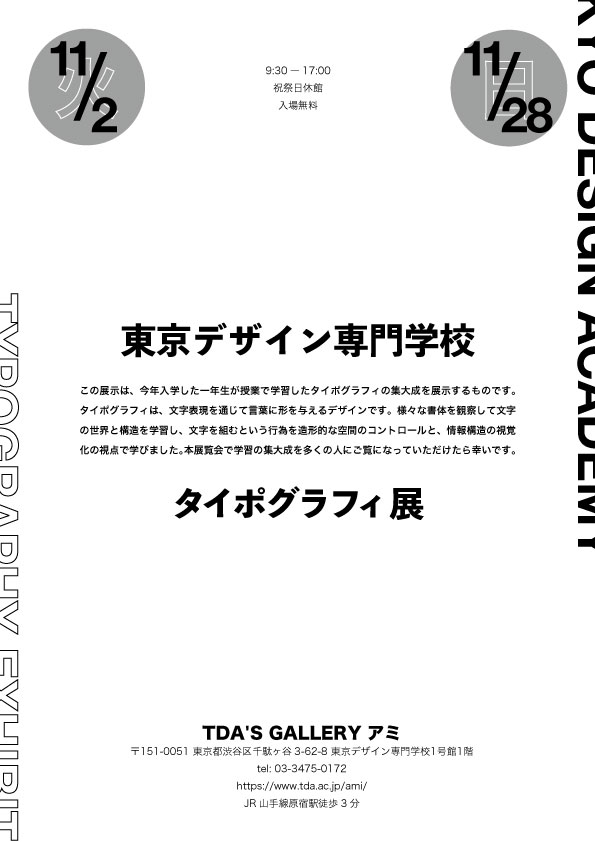 11/2
火
9:30 ― 17:00
祝祭日休館
入場無料
11/28
日
KYO DESIGN ACADEMY
東京デザイン専門学校
この展示は、今年入学した一年生が授業で学習したタイポグラフィの集大成を展示するものです。
タイポグラフィは、文字表現を通じて言葉に形を与えるデザインです。様々な書体を観察して文字
の世界と構造を学習し、文字を組むという行為を造形的な空間のコントロールと、情報構造の視覚
化の視点で学びました。本展覧会で学習の集大成を多くの人にご覧になっていただけたら幸いです。
タイポグラフィ展
TYPOGRAPHY EXHIBIT
TDA'S GALLERY アミ
〒151-0051 東京都渋谷区千駄ヶ谷 3-62-8 東京デザイン専門学校1号館1階
tel: 03-3475-0172
https://www.tda.ac.jp/ami/
JR 山手線原宿駅徒歩 3 分